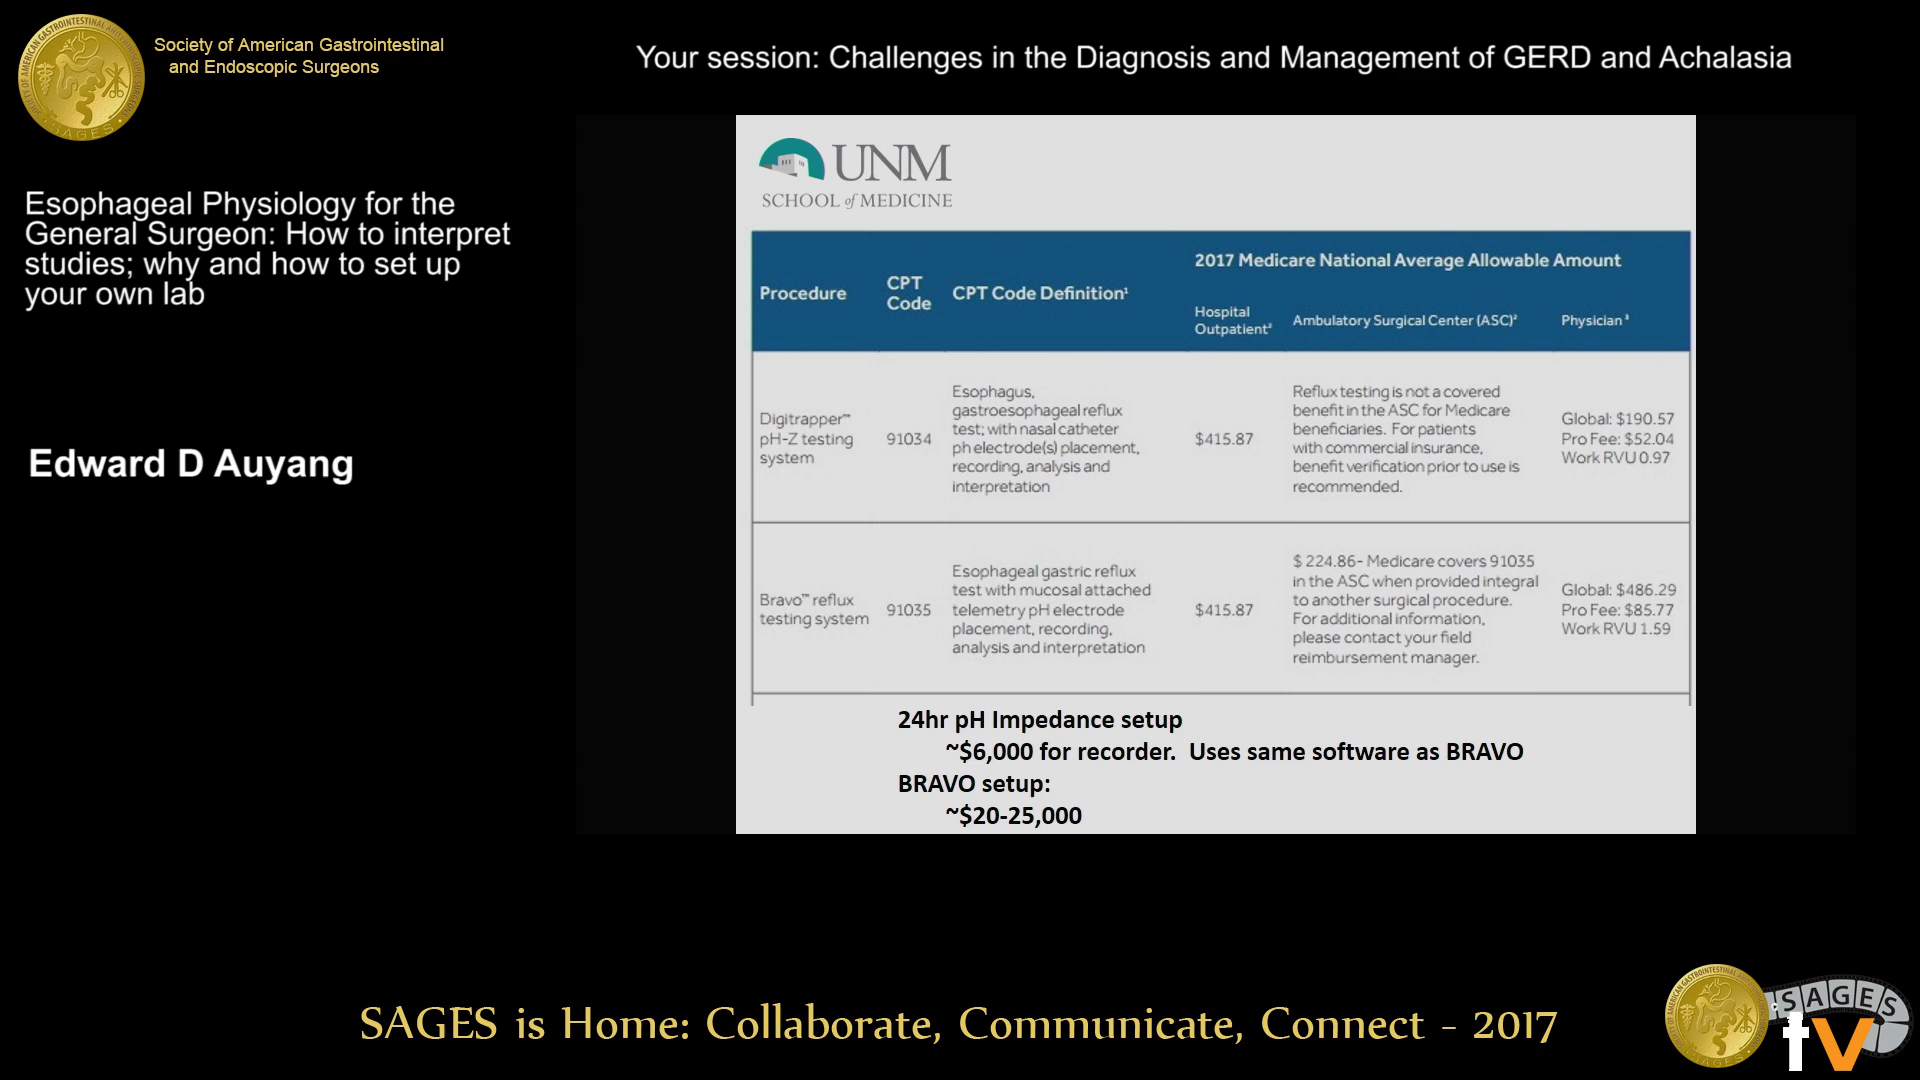 Society of American Gastrointestinal
and Endoscopic Surgeons
Your session: Challenges in the Diagnosis and Management of GERD and Achalasia
Esophageal Physiology for the
General Surgeon: How to interpret
studies; why and how to set up
your own lab
Edward D Auyang
UNM
SCHOOL of MEDICINE
2017 Medicare National Average Allowable Amount
Procedure
CPT
Code
CPT Code Definition¹
Hospital
Outpatient²
Ambulatory Surgical Center (ASC)²
Physician³
Digitrapper™
pH-Z testing
system
91034
Esophagus,
gastroesophageal reflux
test; with nasal catheter
ph electrode(s) placement,
recording, analysis and
interpretation
$415.87
Reflux testing is not a covered
benefit in the ASC for Medicare
beneficiaries. For patients
with commercial insurance,
benefit verification prior to use is
recommended.
Global: $190.57
Pro Fee: $52.04
Work RVU 0.97
Bravo™ reflux
testing system
91035
Esophageal gastric reflux
test with mucosal attached
telemetry pH electrode
placement, recording,
analysis and interpretation
$415.87
$ 224.86- Medicare covers 91035
in the ASC when provided integral
to another surgical procedure.
For additional information,
please contact your field
reimbursement manager.
Global: $486.29
Pro Fee: $85.77
Work RVU 1.59
24hr pH Impedance setup
~$6,000 for recorder. Uses same software as BRAVO
BRAVO setup:
~$20-25,000
SAGES is Home: Collaborate, Communicate, Connect - 2017
SAGES
tv